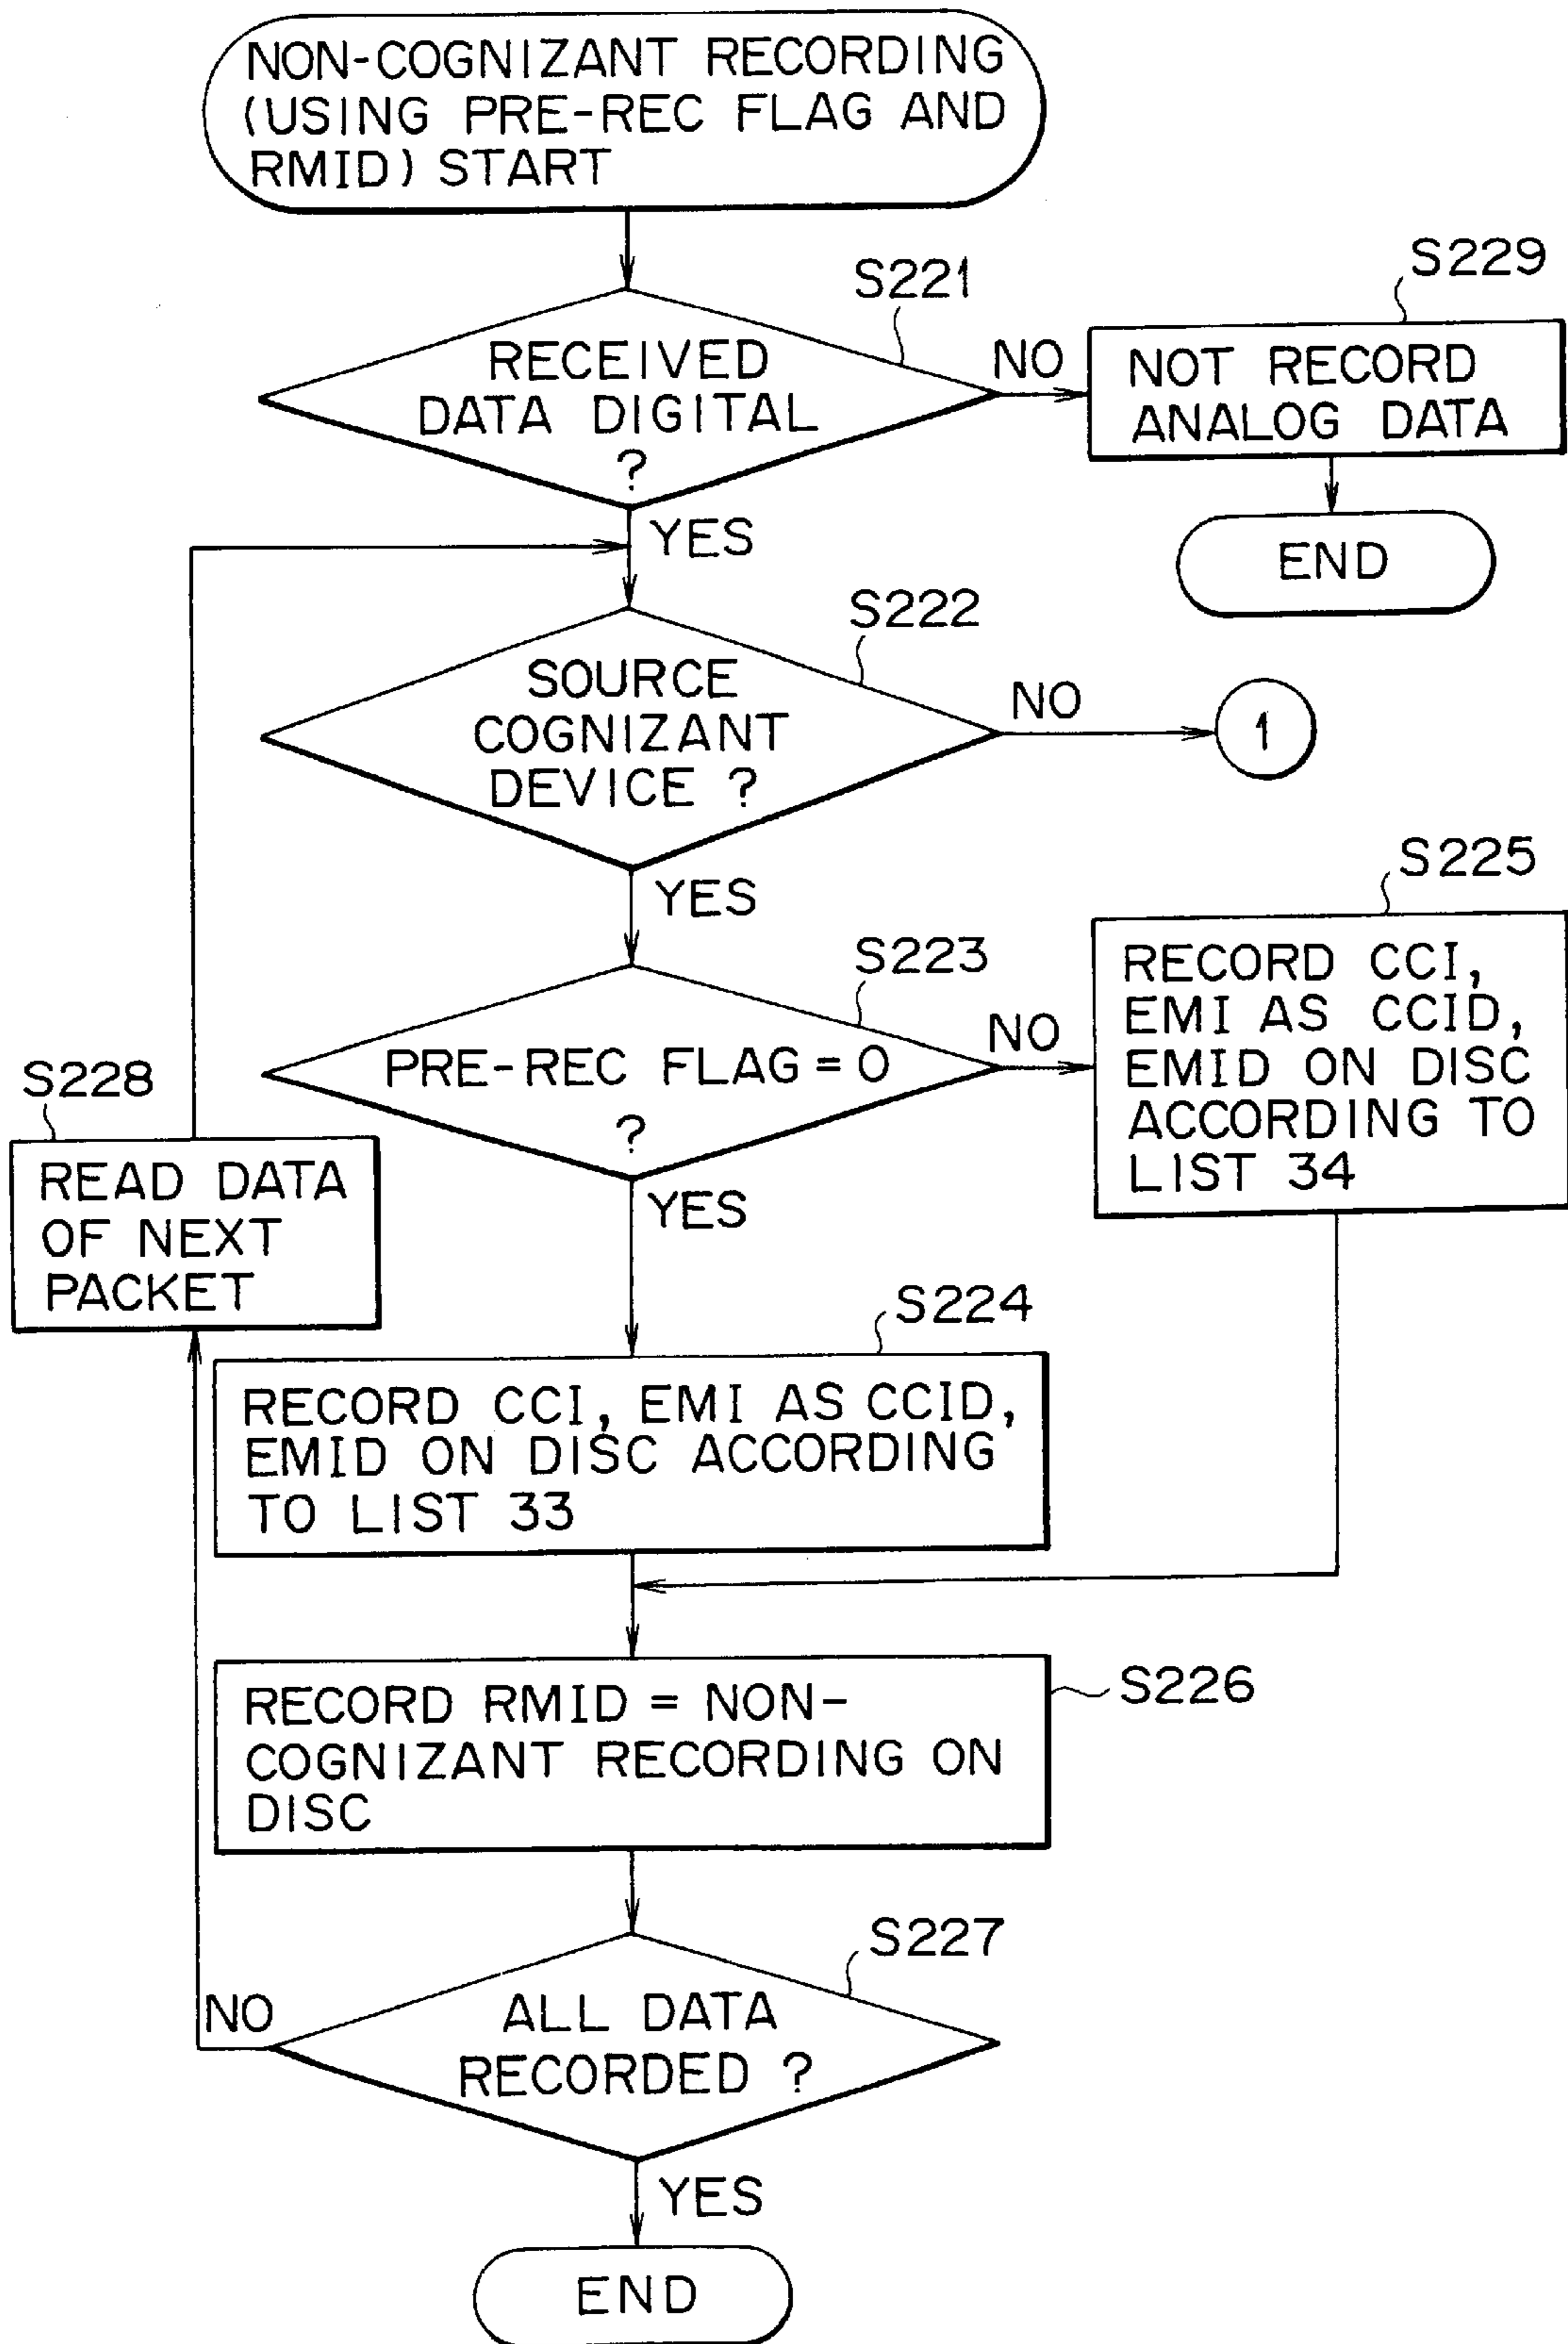 NON-COGNIZANT RECORDING
(USING PRE-REC FLAG AND
RMID) START
S221
RECEIVED
DATA DIGITAL
?
NO
S229
NOT RECORD
ANALOG DATA
END
YES
S222
SOURCE
COGNIZANT
DEVICE ?
NO
1
YES
S223
PRE-REC FLAG = 0
?
NO
S225
RECORD CCI,
EMI AS CCID,
EMID ON DISC
ACCORDING TO
LIST 34
S228
READ DATA
OF NEXT
PACKET
YES
S224
RECORD CCI, EMI AS CCID,
EMID ON DISC ACCORDING
TO LIST 33
S226
RECORD RMID = NON-
COGNIZANT RECORDING ON
DISC
S227
ALL DATA
RECORDED ?
NO
YES
END